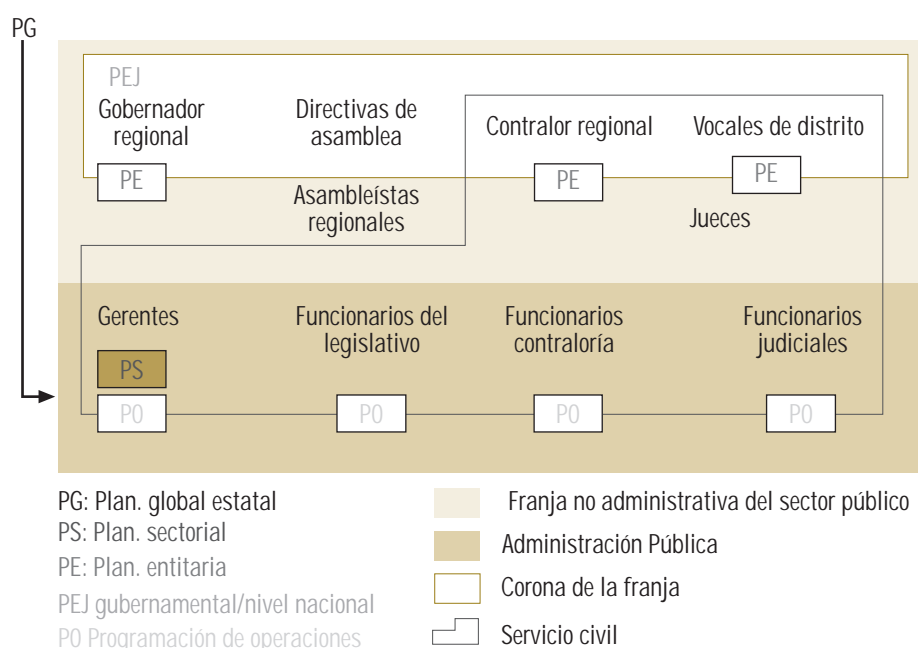 PG
PEJ
Gobernador
regional
Directivas de
asamblea
Contralor regional
Vocales de distrito
PE
PE
PE
Asambleístas
regionales
Jueces
Gerentes
Funcionarios del
legislativo
Funcionarios
contraloría
Funcionarios
judiciales
PS
PO
PO
PO
PO
PG: Plan. global estatal
PS: Plan. sectorial
PE: Plan. entitaria
PEJ gubernamental/nivel nacional
PO Programación de operaciones
Franja no administrativa del sector público
Administración Pública
Corona de la franja
Servicio civil